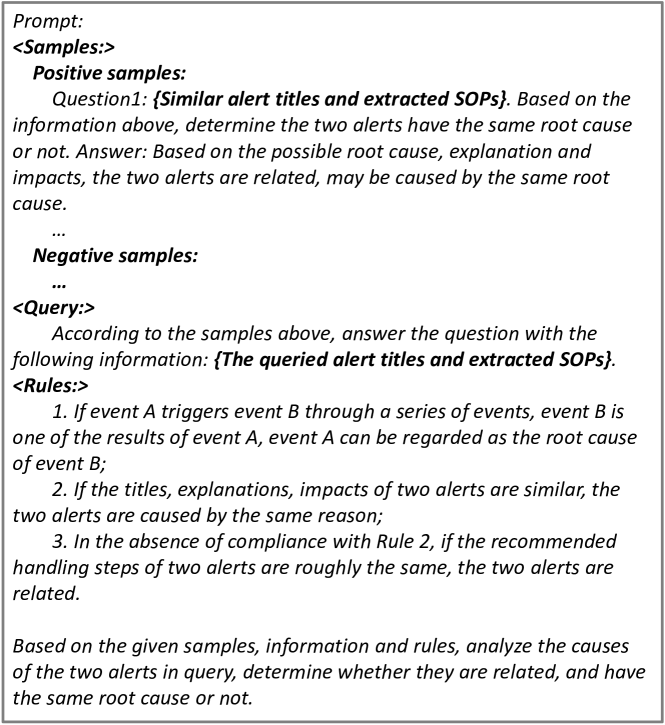 Prompt:
<Samples:>
Positive samples:
Question1: {Similar alert titles and extracted SOPs}. Based on the
information above, determine the two alerts have the same root cause
or not. Answer: Based on the possible root cause, explanation and
impacts, the two alerts are related, may be caused by the same root
cause.
...
Negative samples:
...
<Query:>
According to the samples above, answer the question with the
following information: {The queried alert titles and extracted SOPs}.
<Rules:>
1. If event A triggers event B through a series of events, event B is
one of the results of event A, event A can be regarded as the root cause
of event B;
2. If the titles, explanations, impacts of two alerts are similar, the
two alerts are caused by the same reason;
3. In the absence of compliance with Rule 2, if the recommended
handling steps of two alerts are roughly the same, the two alerts are
related.
Based on the given samples, information and rules, analyze the causes
of the two alerts in query, determine whether they are related, and have
the same root cause or not.